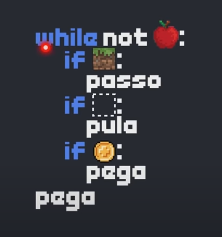 while not 🍎:
if :
passo
if :
pula
if 🪙:
pega
pega